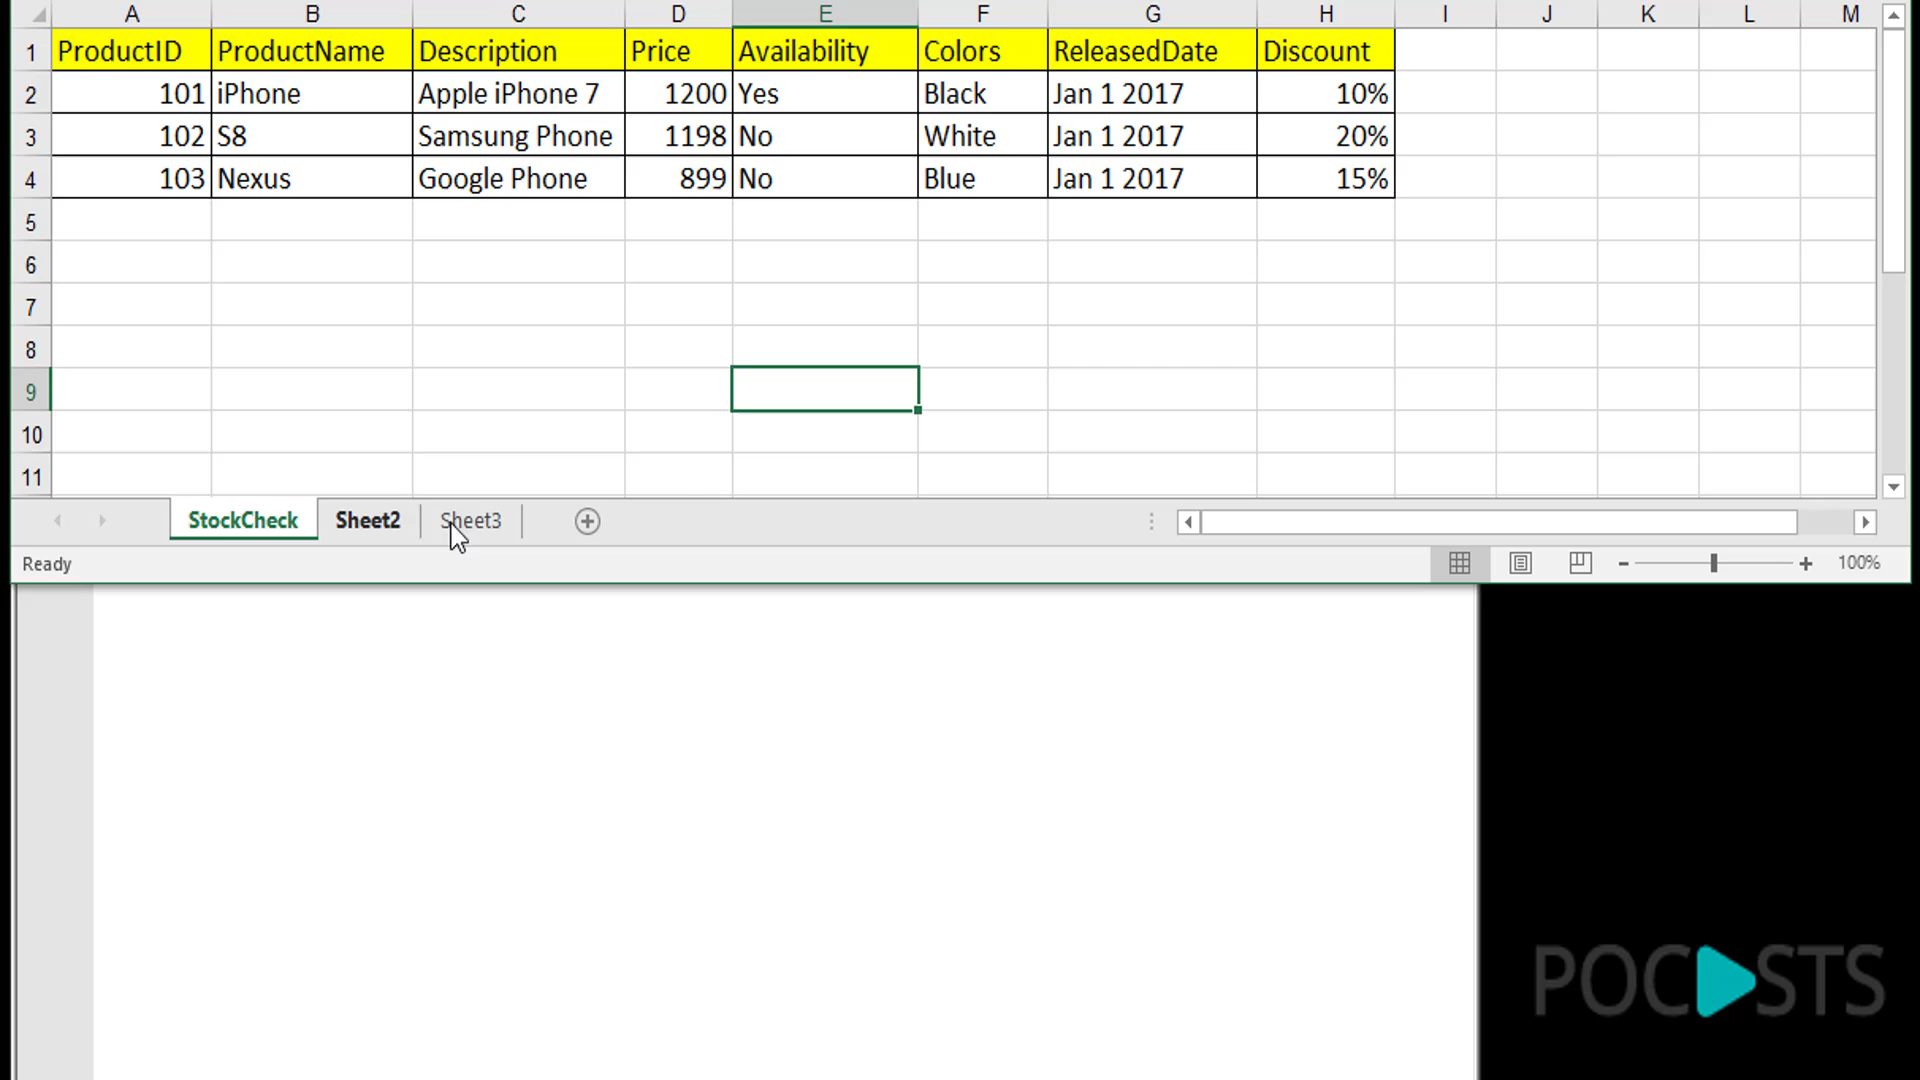 A B C D E F G H I J K L M
1 ProductID ProductName Description Price Availability Colors ReleasedDate Discount
2 101 iPhone Apple iPhone 7 1200 Yes Black Jan 1 2017 10%
3 102 S8 Samsung Phone 1198 No White Jan 1 2017 20%
4 103 Nexus Google Phone 899 No Blue Jan 1 2017 15%
5
6
7
8
9
10
11
StockCheck Sheet2 Sheet3
Ready 100%
POC STS